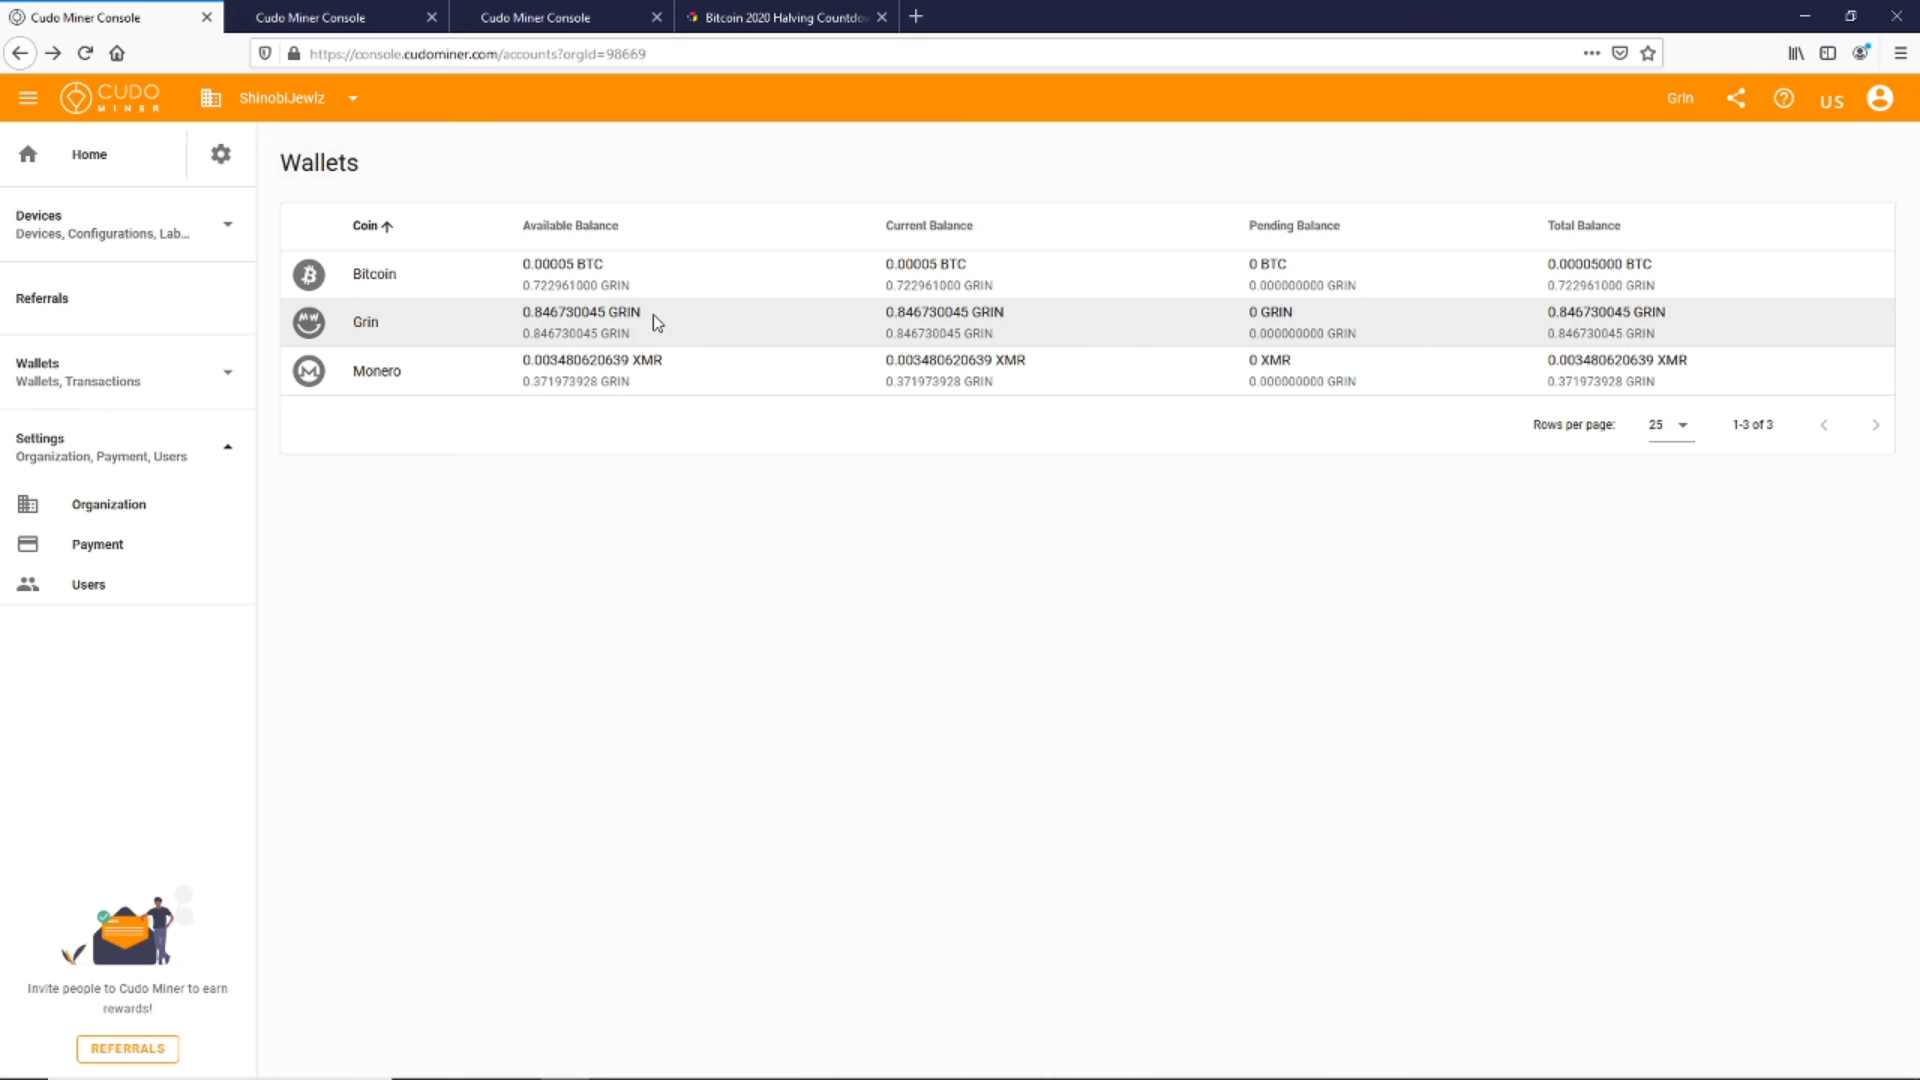 Cudo Miner Console
Cudo Miner Console
Cudo Miner Console
Bitcoin 2020 Halving Countdo
https://console.cudominer.com/accounts?orgId=98669
CUDO
MINER
ShinobiJewlz
Grin
US
Home
Devices
Devices, Configurations, Lab...
Referrals
Wallets
Wallets, Transactions
Settings
Organization, Payment, Users
Organization
Payment
Users
Invite people to Cudo Miner to earn
rewards!
REFERRALS
Wallets
Coin Available Balance Current Balance Pending Balance Total Balance
Bitcoin
0.00005 BTC 0.00005 BTC 0 BTC 0.00005000 BTC
0.722961000 GRIN 0.722961000 GRIN 0.000000000 GRIN 0.722961000 GRIN
MW
Grin
0.846730045 GRIN 0.846730045 GRIN 0 GRIN 0.846730045 GRIN
0.846730045 GRIN 0.846730045 GRIN 0.000000000 GRIN 0.846730045 GRIN
Monero
0.003480620639 XMR 0.003480620639 XMR 0 XMR 0.003480620639 XMR
0.371973928 GRIN 0.371973928 GRIN 0.000000000 GRIN 0.371973928 GRIN
Rows per page: 25 1-3 of 3